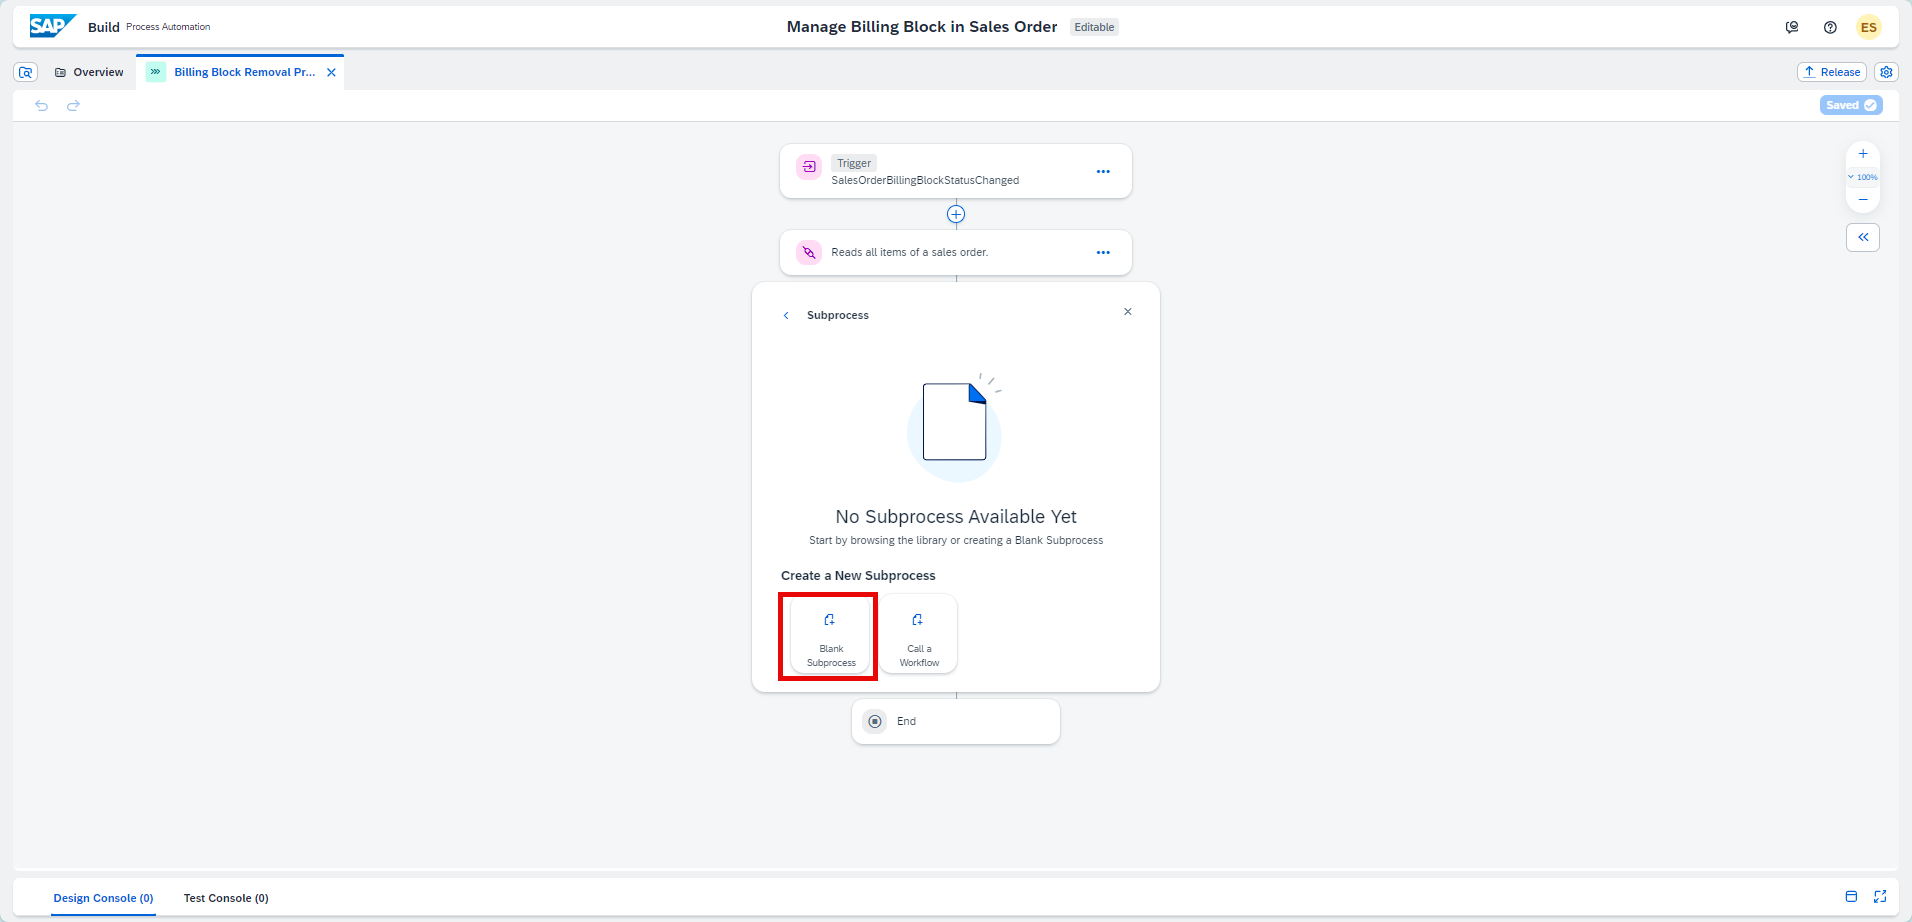 SAP Build Process Automation
Manage Billing Block in Sales Order Editable
ES
Overview
Billing Block Removal Pr...
Release
Saved
Trigger
SalesOrderBillingBlockStatusChanged
100%
Reads all items of a sales order.
Subprocess
No Subprocess Available Yet
Start by browsing the library or creating a Blank Subprocess
Create a New Subprocess
Blank
Subprocess
Call a
Workflow
End
Design Console (0)
Test Console (0)